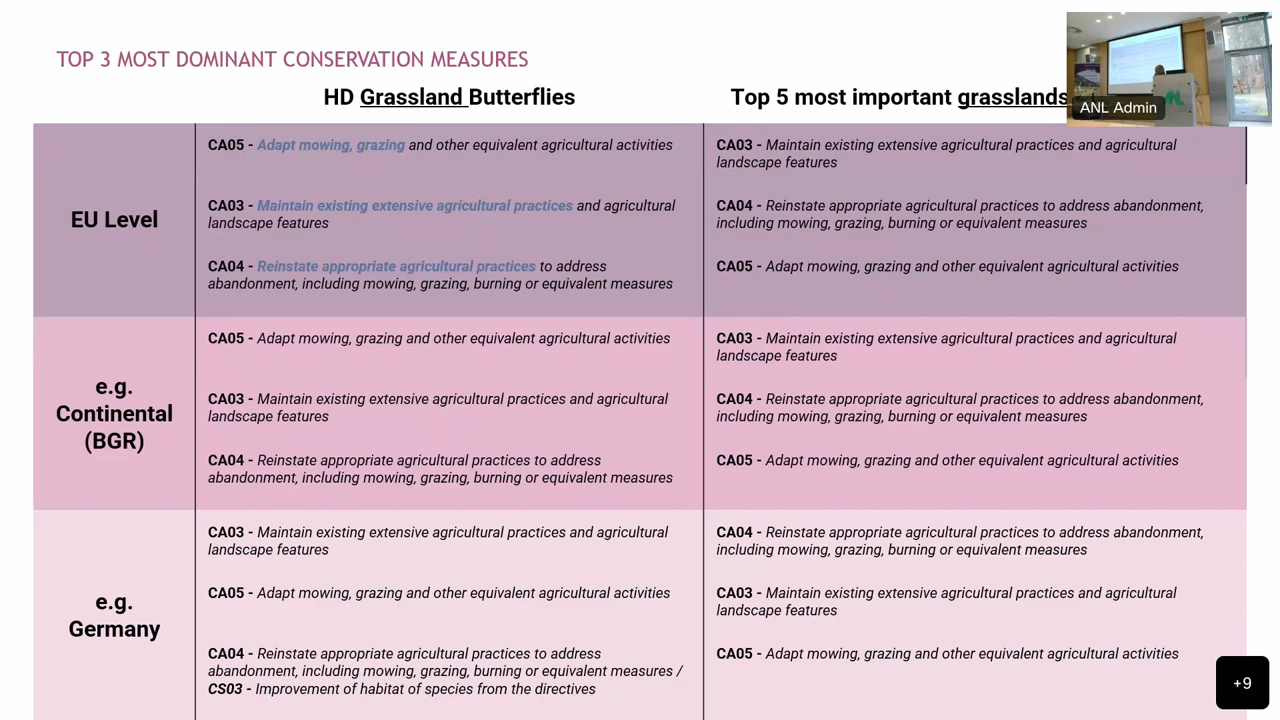 TOP 3 MOST DOMINANT CONSERVATION MEASURES
HD Grassland Butterflies
Top 5 most important grasslands
ANL Admin
EU Level
CA05 - Adapt mowing, grazing and other equivalent agricultural activities
CA03 - Maintain existing extensive agricultural practices and agricultural
landscape features
CA04 - Reinstate appropriate agricultural practices to address
abandonment, including mowing, grazing, burning or equivalent measures
CA03 - Maintain existing extensive agricultural practices and agricultural
landscape features
CA04 - Reinstate appropriate agricultural practices to address abandonment,
including mowing, grazing, burning or equivalent measures
CA05 - Adapt mowing, grazing and other equivalent agricultural activities
e.g.
Continental
(BGR)
CA05 - Adapt mowing, grazing and other equivalent agricultural activities
CA03 - Maintain existing extensive agricultural practices and agricultural
landscape features
CA04 - Reinstate appropriate agricultural practices to address
abandonment, including mowing, grazing, burning or equivalent measures
CA03 - Maintain existing extensive agricultural practices and agricultural
landscape features
CA04 - Reinstate appropriate agricultural practices to address abandonment,
including mowing, grazing, burning or equivalent measures
CA05 - Adapt mowing, grazing and other equivalent agricultural activities
e.g.
Germany
CA03 - Maintain existing extensive agricultural practices and agricultural
landscape features
CA05 - Adapt mowing, grazing and other equivalent agricultural activities
CA04 - Reinstate appropriate agricultural practices to address
abandonment, including mowing, grazing, burning or equivalent measures /
CS03 - Improvement of habitat of species from the directives
CA04 - Reinstate appropriate agricultural practices to address abandonment,
including mowing, grazing, burning or equivalent measures
CA03 - Maintain existing extensive agricultural practices and agricultural
landscape features
CA05 - Adapt mowing, grazing and other equivalent agricultural activities
+9